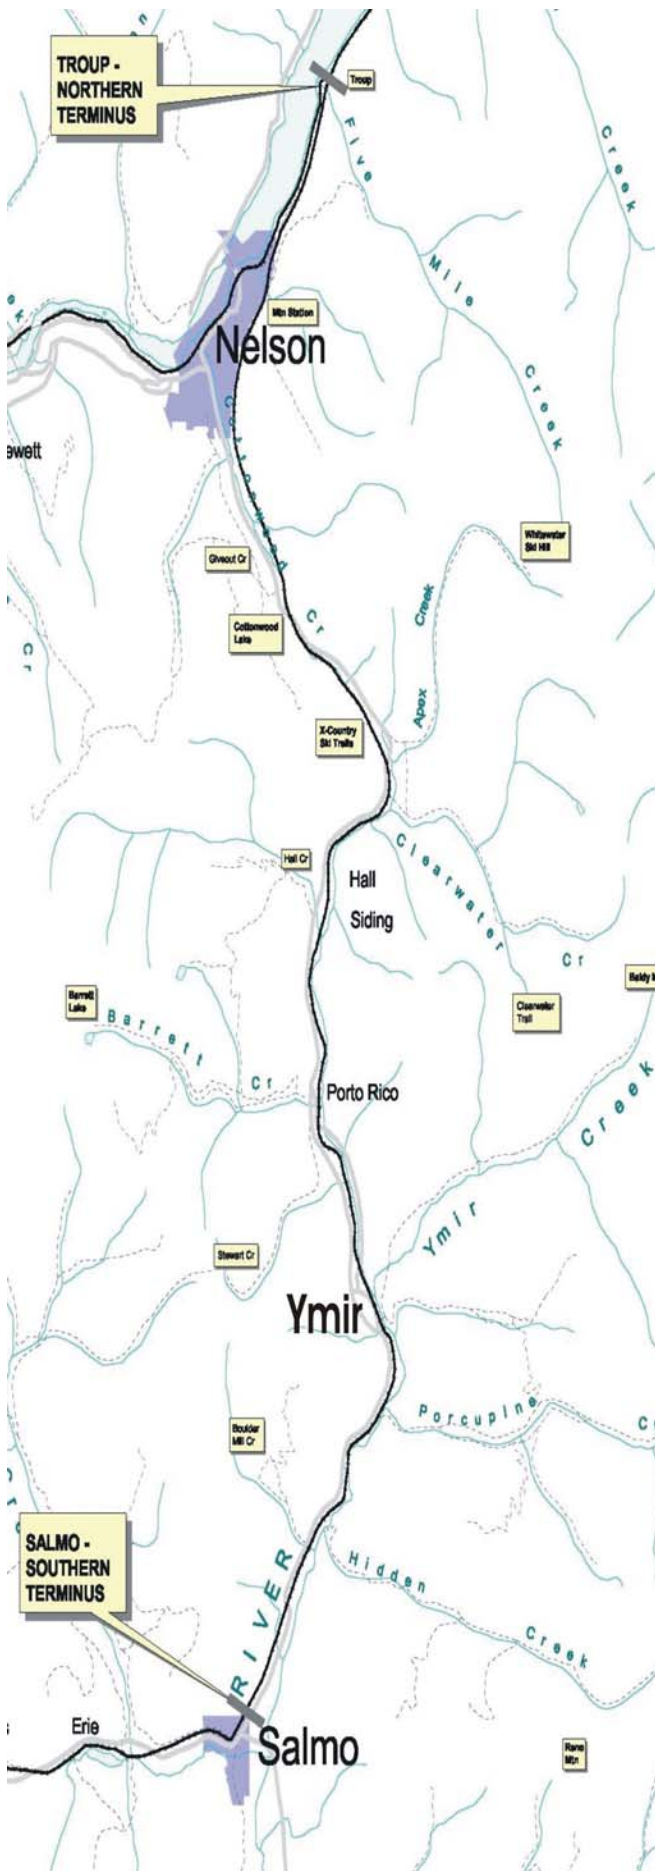 TROUP -
NORTHERN
TERMINUS
Troup
Creek
Five
Mile
Creek
Mtn Station
Nelson
ewett
Cottonwood
Cr
Whitewater
Ski Hill
Giveout Cr
Cottonwood
Lake
Creek
Apex
Cr
X-Country
Ski Trails
Hall Cr
Hall
Siding
Clearwater
Cr
Barrett
Lake
Clearwater
Trail
Baldy M
Barrett
Cr
Porto Rico
Creek
Ymir
Stewart Cr
Ymir
Porcupine
C
Boulder
Mill Cr
SALMO -
SOUTHERN
TERMINUS
RIVER
Hidden
Creek
Erie
Salmo
Reno
Mtn